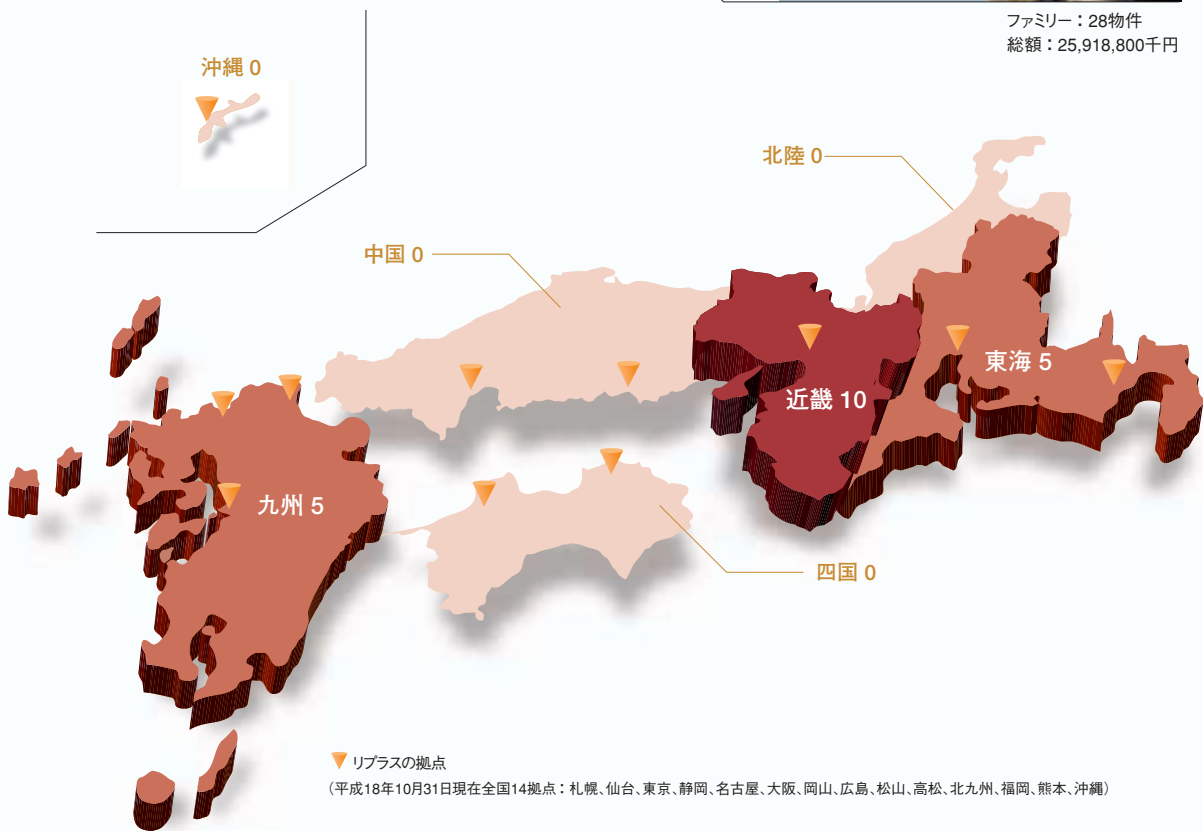 ファミリー：28物件
総額：25,918,800千円
沖縄 0
北陸 0
中国 0
東海 5
近畿 10
九州 5
四国 0
リプラスの拠点
（平成18年10月31日現在全国14拠点：札幌、仙台、東京、静岡、名古屋、大阪、岡山、広島、松山、高松、北九州、福岡、熊本、沖縄）